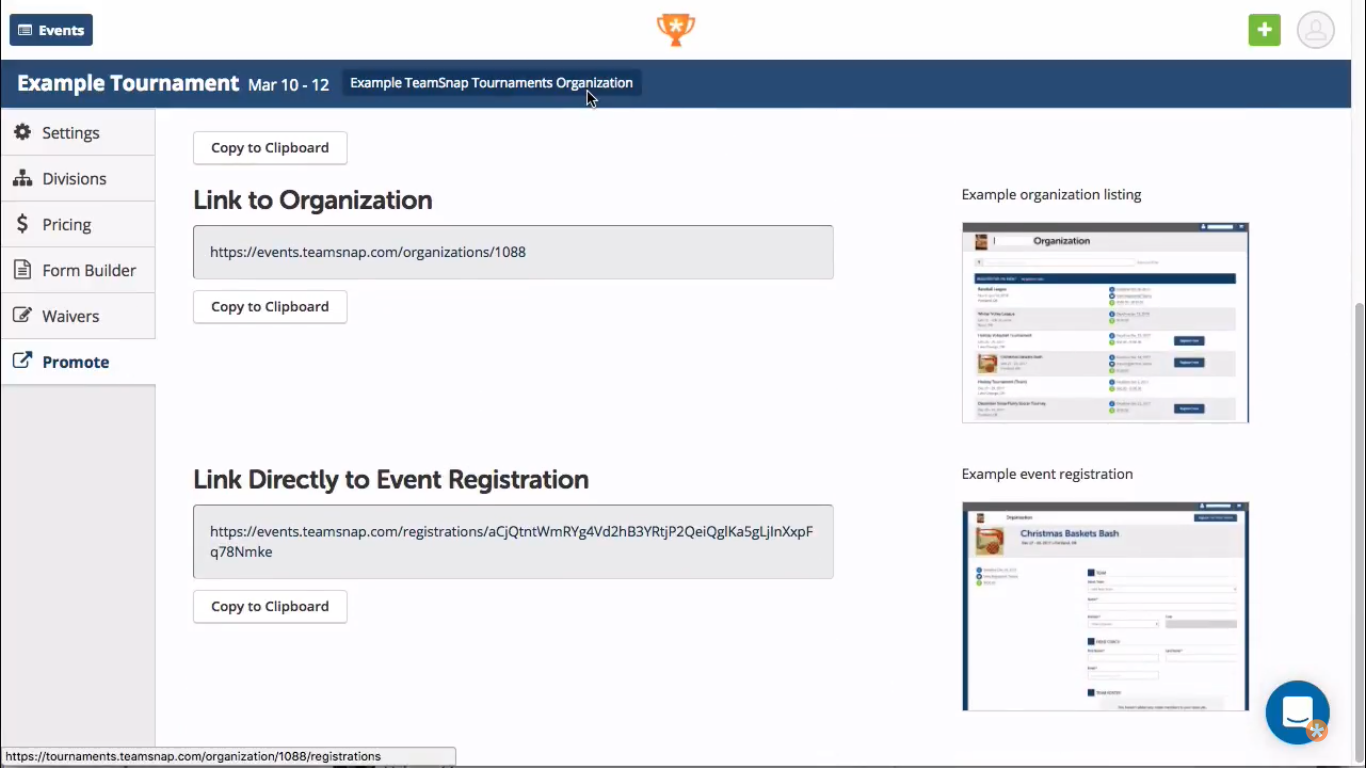 Events
Example Tournament Mar 10 - 12 Example TeamSnap Tournaments Organization
Settings
Divisions
Pricing
Form Builder
Waivers
Promote
Copy to Clipboard
Link to Organization
https://events.teamsnap.com/organizations/1088
Copy to Clipboard
Example organization listing
Organization
Link Directly to Event Registration
https://events.teamsnap.com/registrations/aCjQtntWmRYg4Vd2hB3YRtjP2QeiQglKa5gLjlnXxpF
q78Nmke
Copy to Clipboard
Example event registration
Organization
Christmas Baskets Bash
https://tournaments.teamsnap.com/organization/1088/registrations